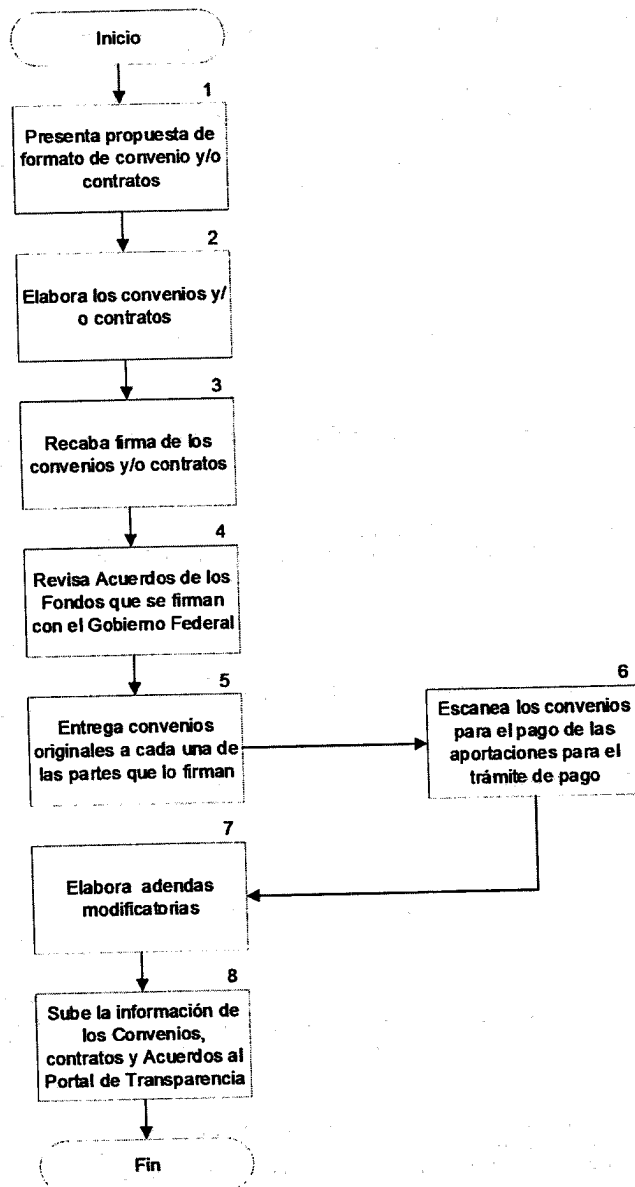 Inicio
1
Presenta propuesta de
formato de convenio y/o
contratos
2
Elabora los convenios y/
o contratos
3
Recaba firma de los
convenios y/o contratos
4
Revisa Acuerdos de los
Fondos que se firman
con el Gobierno Federal
5
Entrega convenios
originales a cada una de
las partes que lo firman
6
Escanea los convenios
para el pago de las
aportaciones para el
trámite de pago
7
Elabora adendas
modificatorias
8
Sube la información de
los Convenios,
contratos y Acuerdos al
Portal de Transparencia
Fin